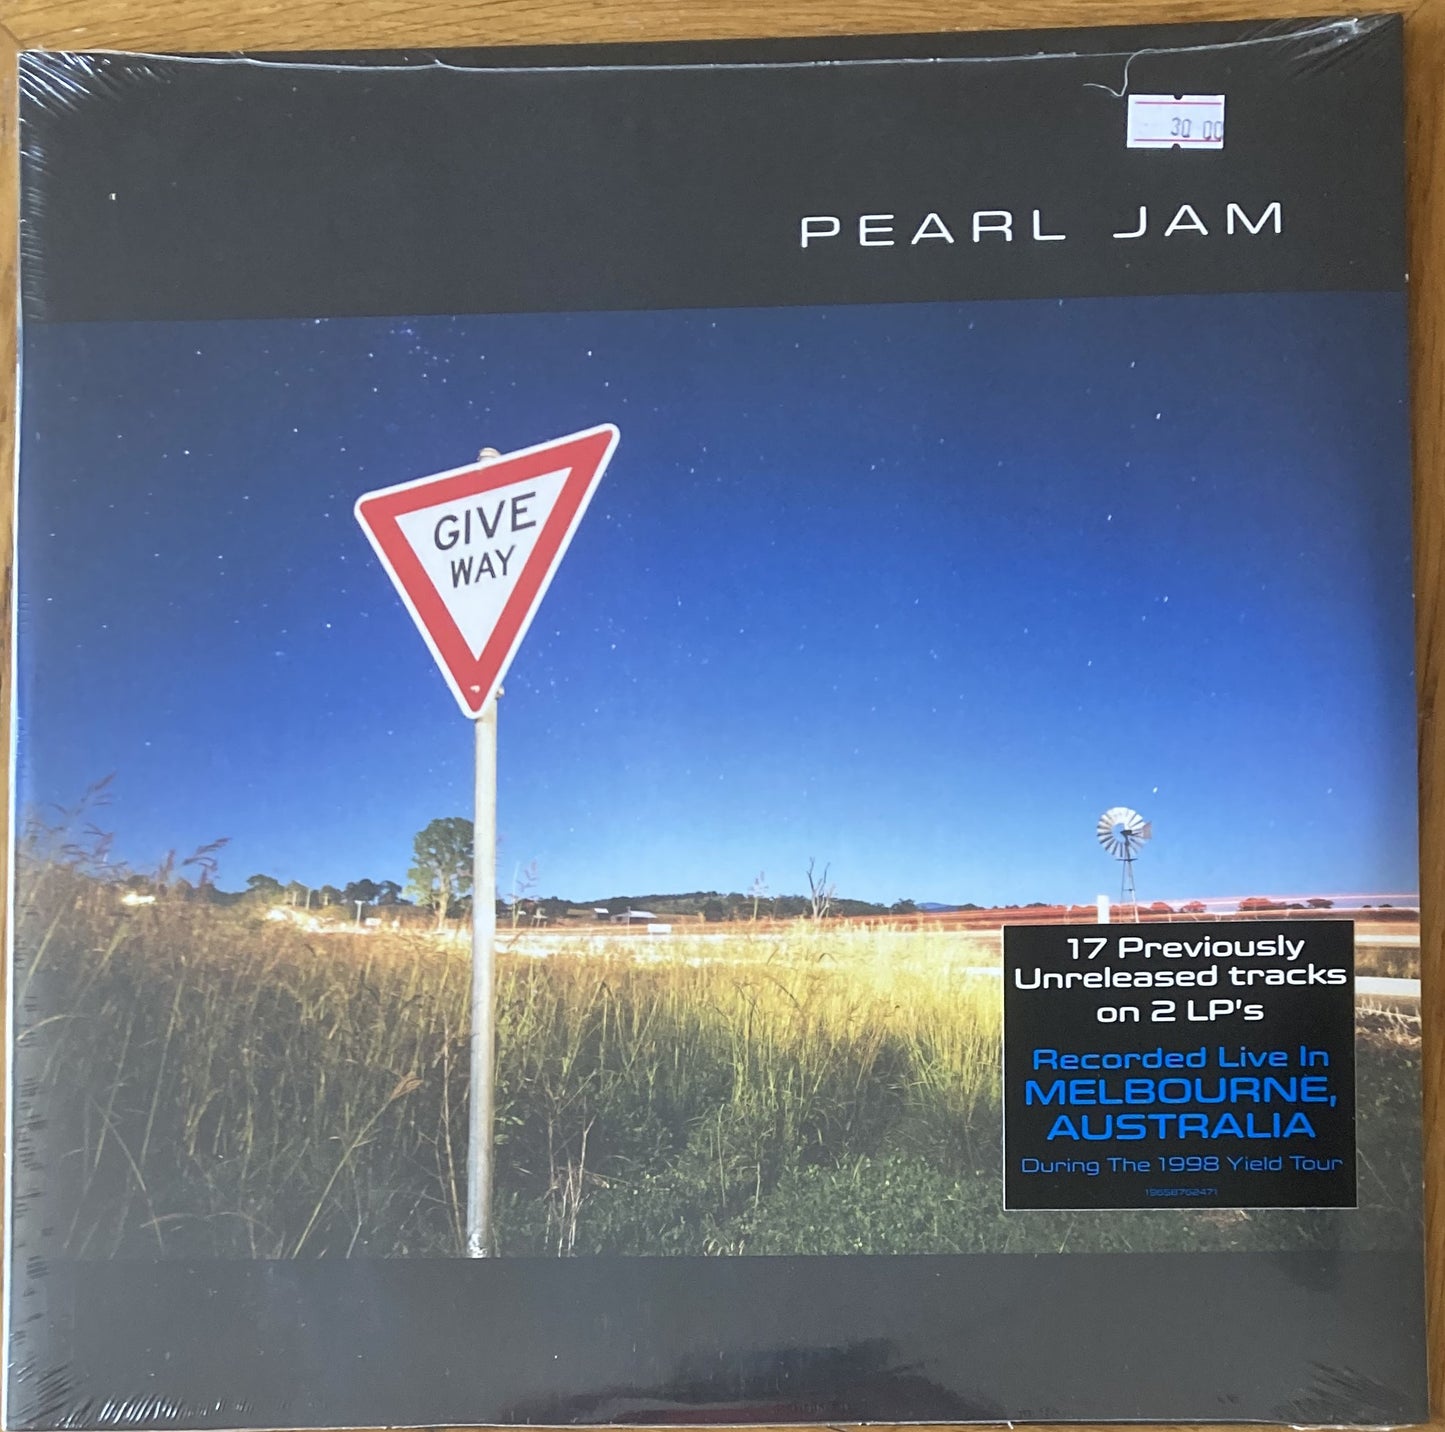 30 00
PEARL JAM
GIVE
WAY
17 Previously
Unreleased tracks
on 2 LP's
Recorded Live In
MELBOURNE,
AUSTRALIA
During The 1998 Yield Tour
19658762471